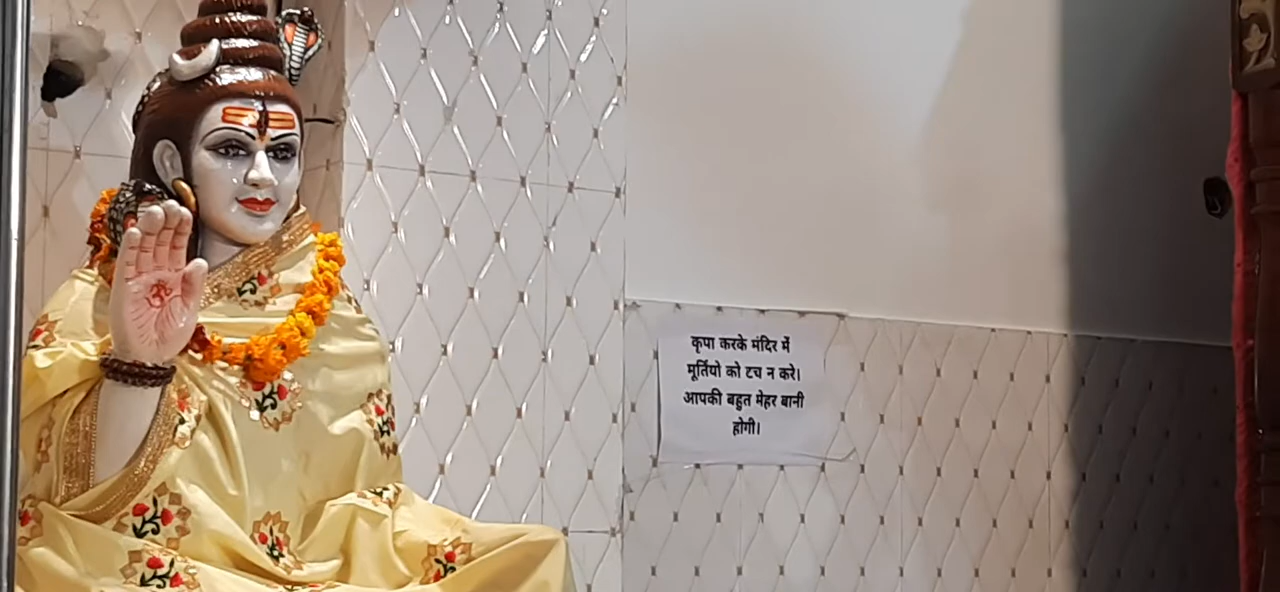 कृपा करके मंदिर में
मूर्तियो को टच न करे।
आपकी बहुत मेहर बानी
होगी।